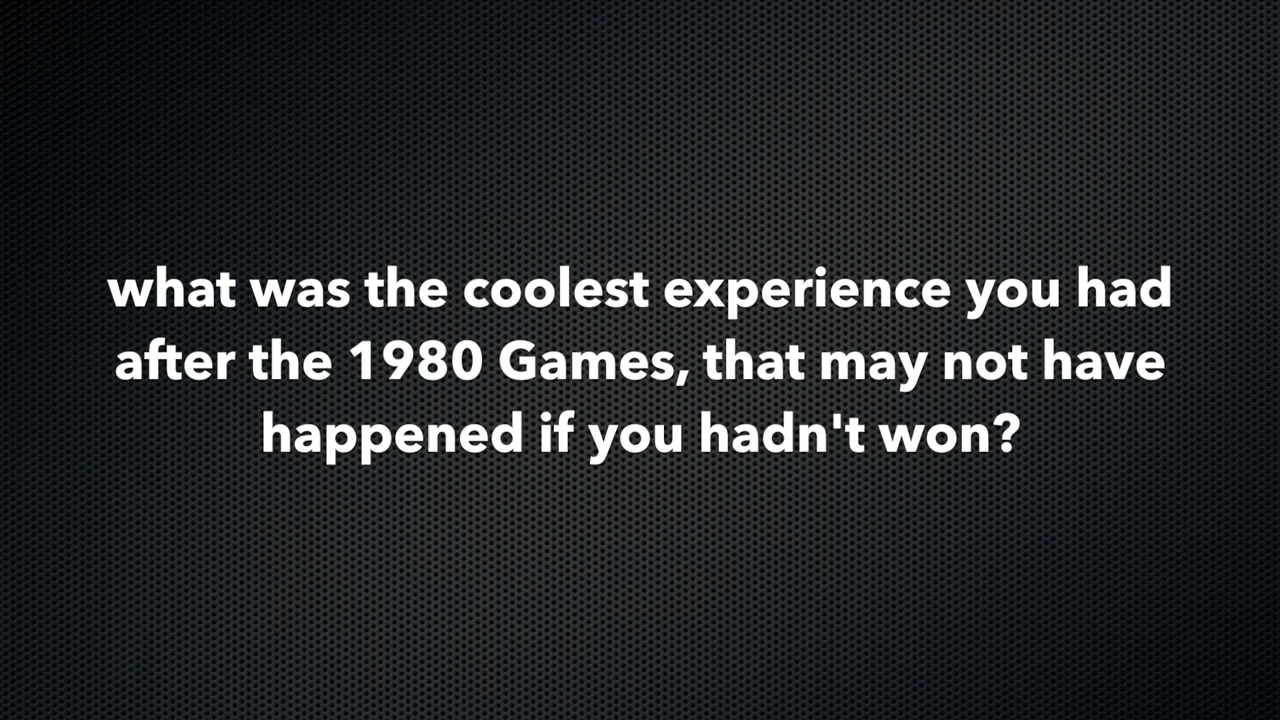 what was the coolest experience you had
after the 1980 Games, that may not have
happened if you hadn't won?